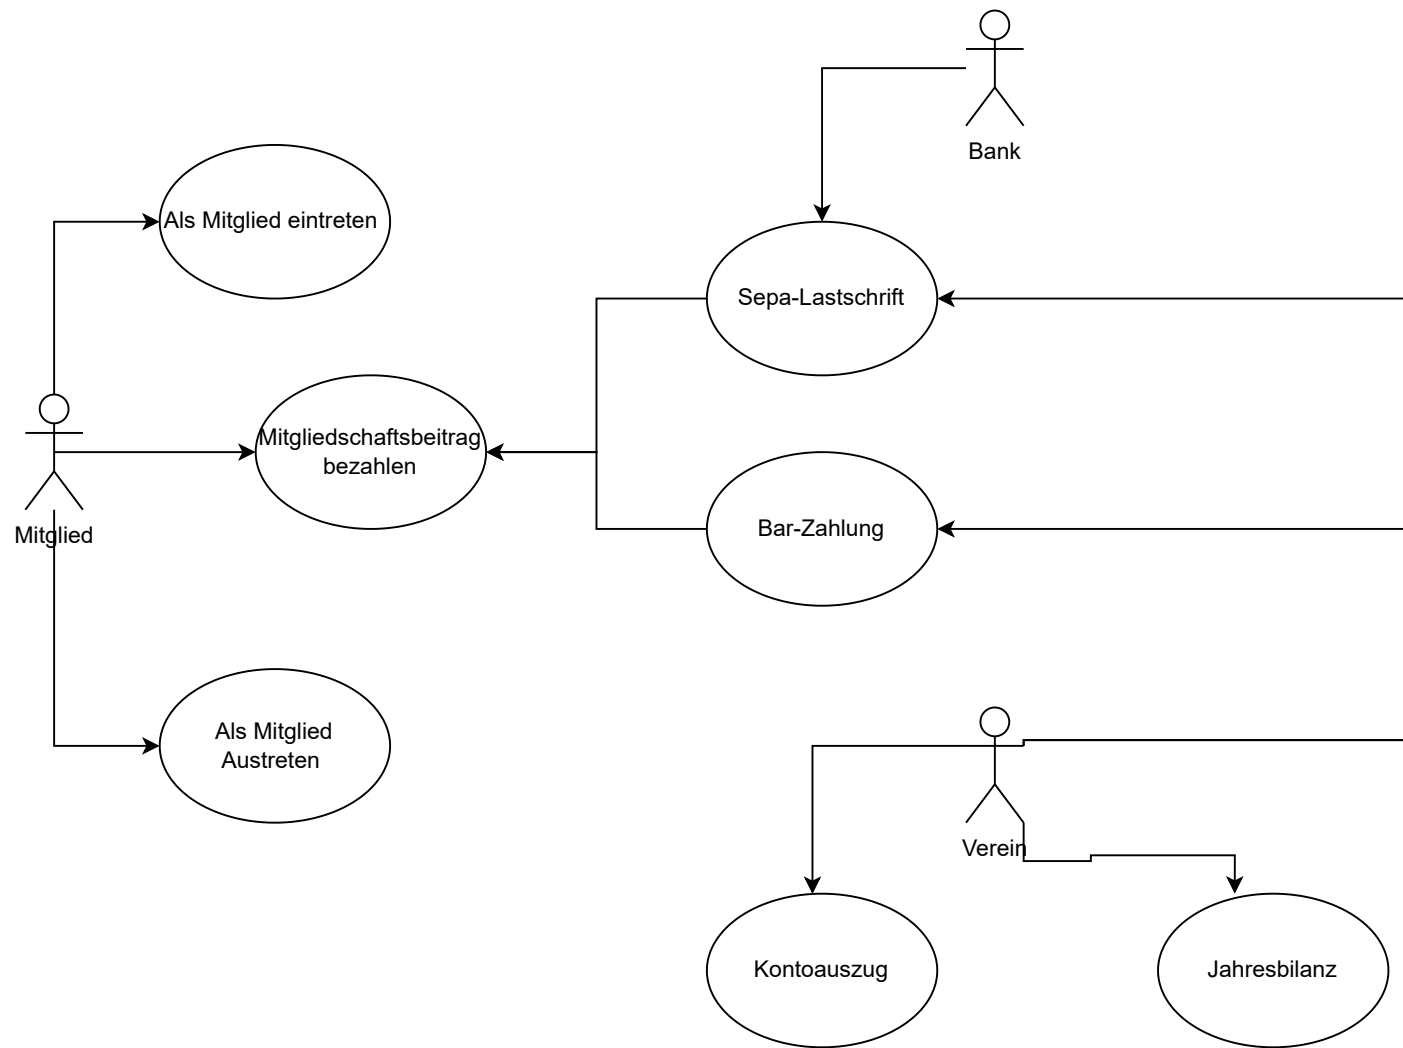 Bank
Als Mitglied eintreten
Sepa-Lastschrift
Mitgliedschaftsbeitrag
bezahlen
Mitglied
Bar-Zahlung
Als Mitglied
Austreten
Verein
Kontoauszug
Jahresbilanz